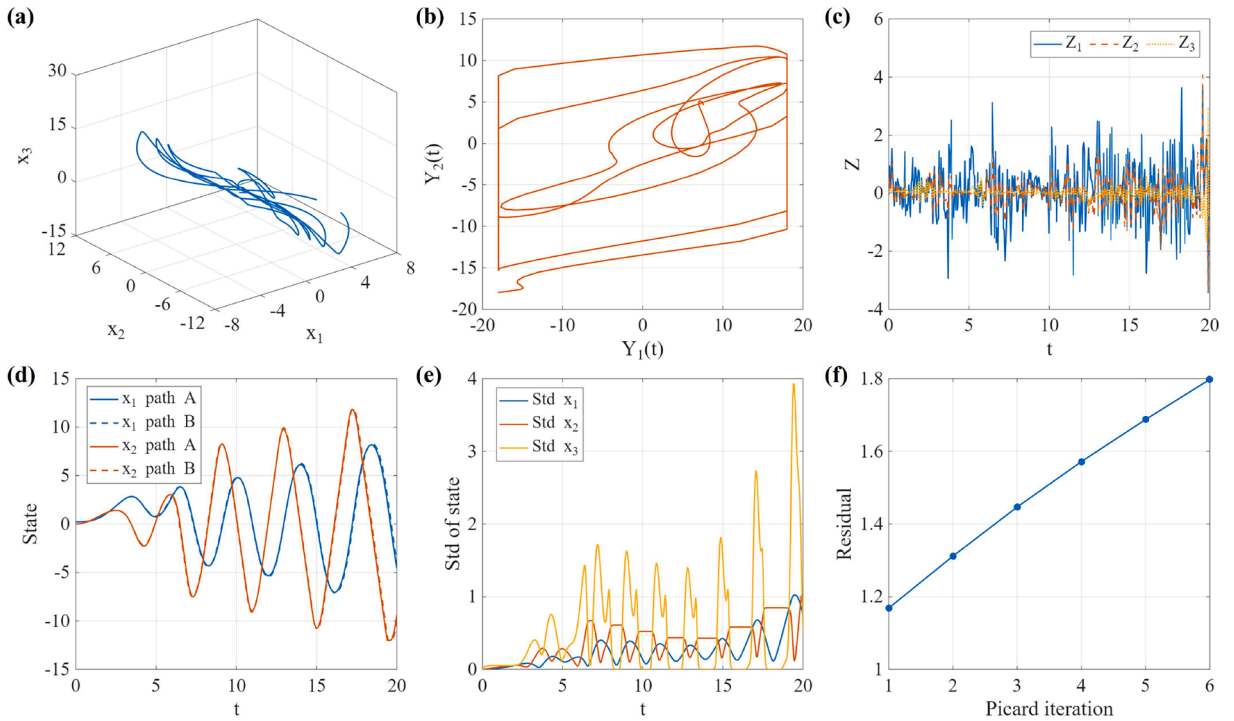 (a)
30
15
0
-15
x3
12
6
0
-6
-12
x2
-8
-4
0
4
8
x1
(b)
15
10
5
0
-5
-10
-15
-20
Y2(t)
-20
-10
0
10
20
Y1(t)
(c)
6
4
2
0
-2
-4
Z
Z1 Z2 Z3
0
5
10
15
20
t
(d)
15
10
5
0
-5
-10
-15
State
x1 path A
x1 path B
x2 path A
x2 path B
0
5
10
15
20
t
(e)
4
3
2
1
0
Std of state
Std x1
Std x2
Std x3
0
5
10
15
20
t
(f)
1.8
1.6
1.4
1.2
1
Residual
1
2
3
4
5
6
Picard iteration